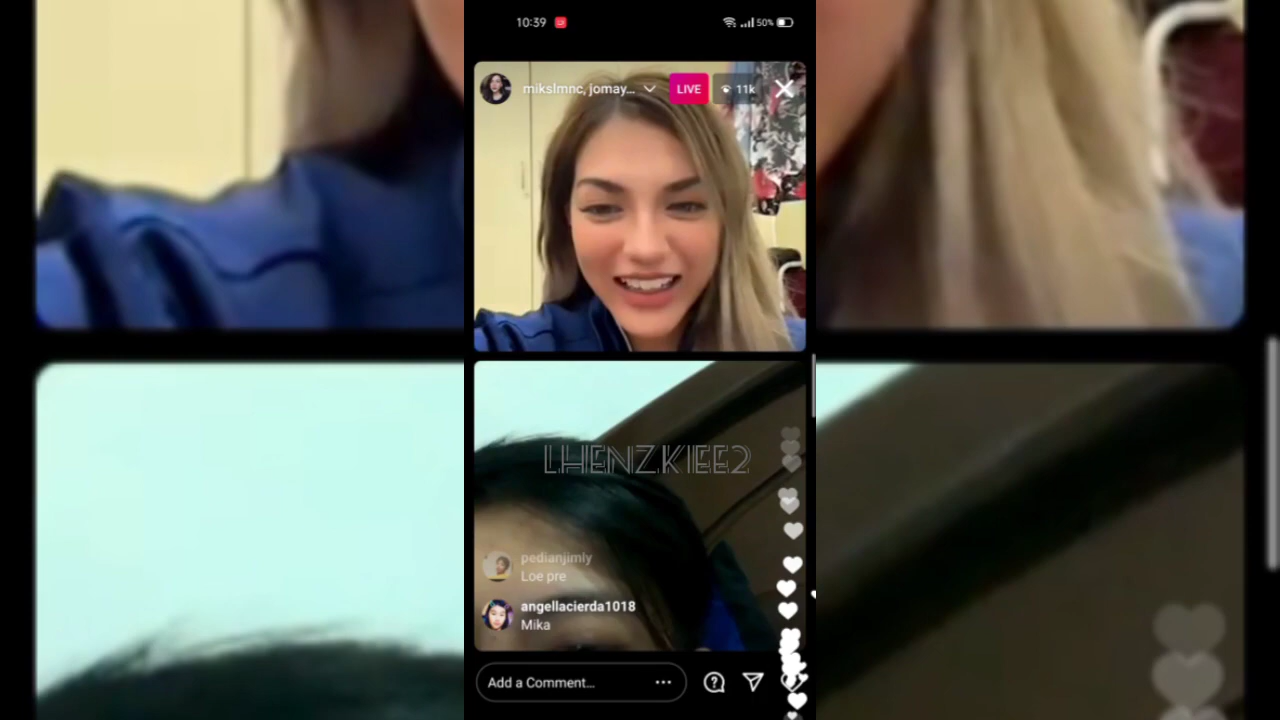 10:39
50%
mikslmnc, jomay...
LIVE
11k
LHENZKIEE2
pedianjimly
Loe pre
angellacierda1018
Mika
Add a Comment...